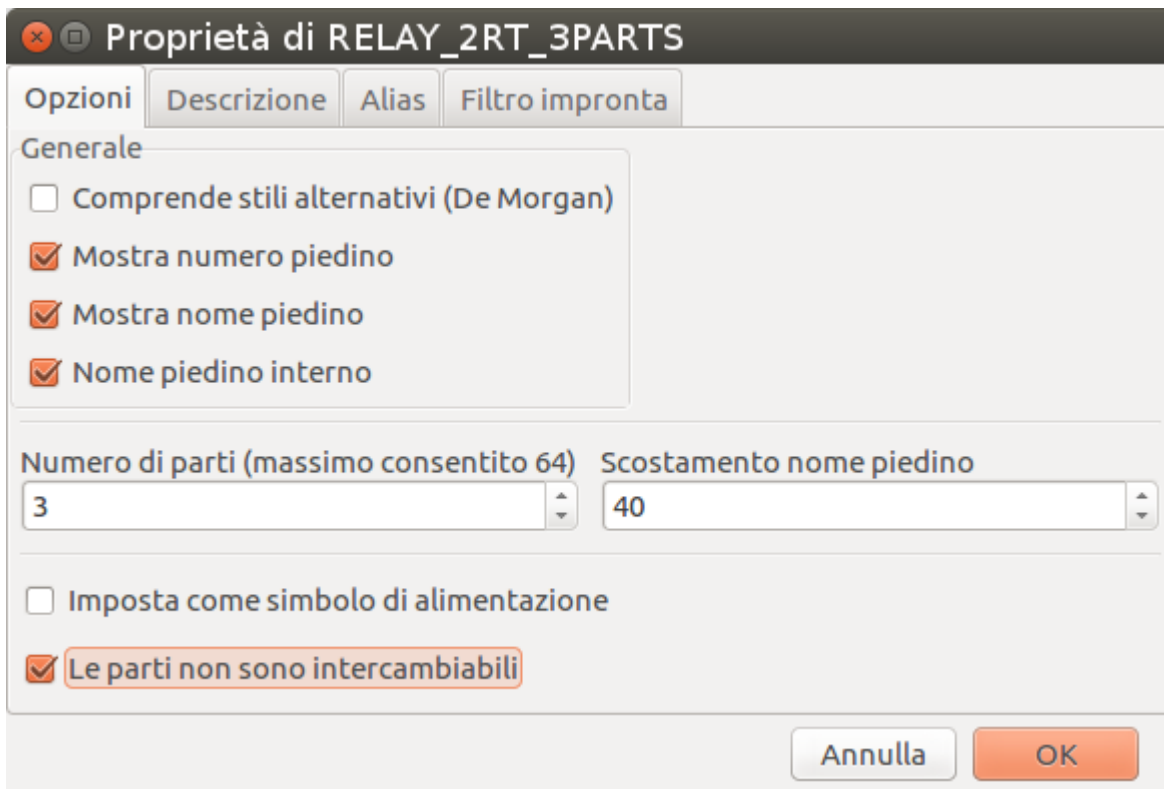 Proprietà di RELAY_2RT_3PARTS
Opzioni Descrizione Alias Filtro impronta
Generale
Comprende stili alternativi (De Morgan)
Mostra numero piedino
Mostra nome piedino
Nome piedino interno
Numero di parti (massimo consentito 64) Scostamento nome piedino
3 40
Imposta come simbolo di alimentazione
Le parti non sono intercambiabili
Annulla OK